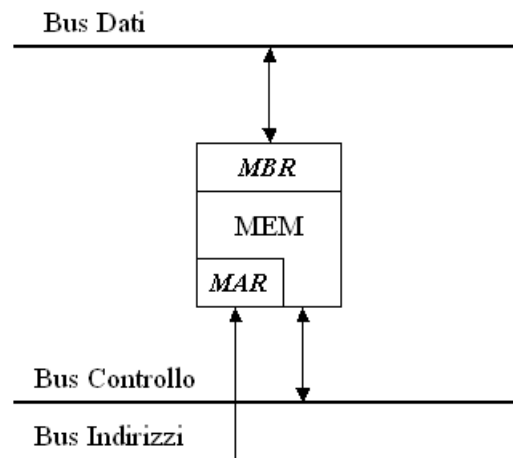 Bus Dati
MBR
MEM
MAR
Bus Controllo
Bus Indirizzi